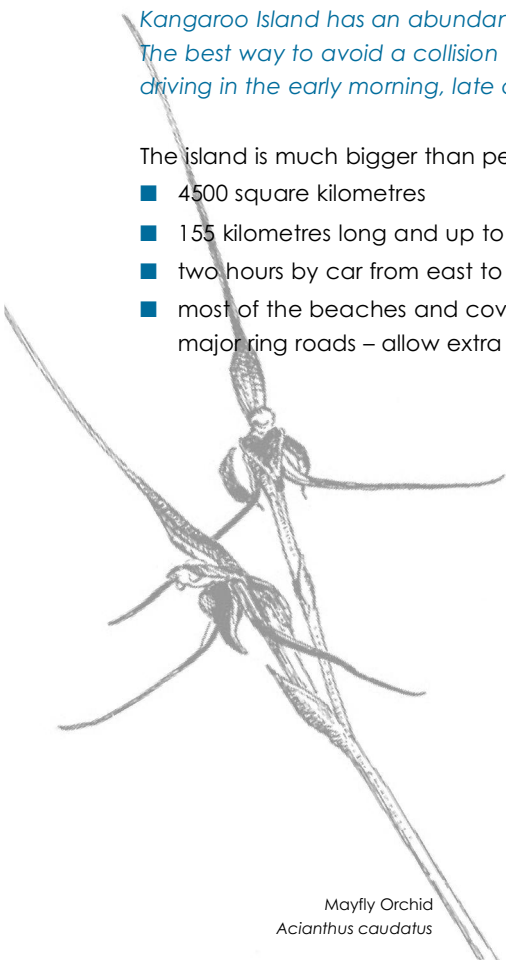 Kangaroo Island has an abundan
The best way to avoid a collision
driving in the early morning, late
The island is much bigger than pe
■ 4500 square kilometres
■ 155 kilometres long and up to
■ two hours by car from east to
■ most of the beaches and cov
major ring roads – allow extra
Mayfly Orchid
Acianthus caudatus